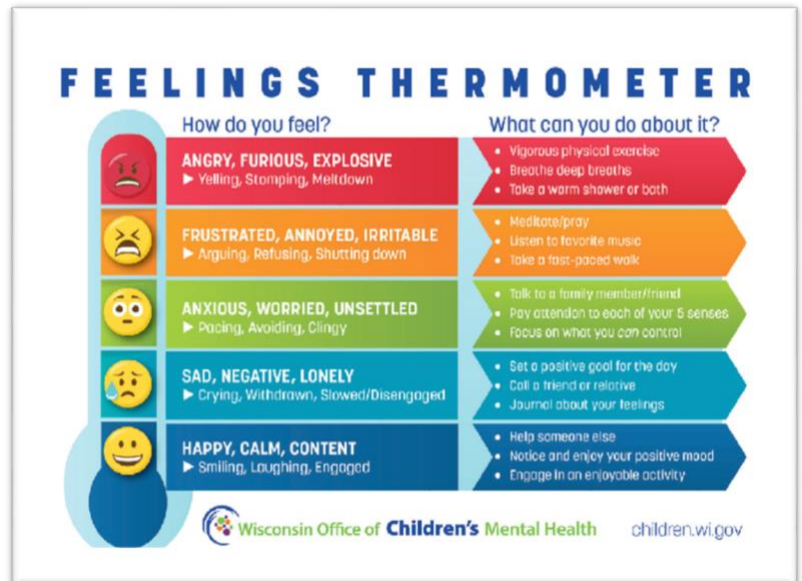 FEELINGS THERMOMETER
How do you feel?
What can you do about it?
ANGRY, FURIOUS, EXPLOSIVE
▶ Yelling, Stomping, Meltdown
• Vigorous physical exercise
• Breathe deep breaths
• Take a warm shower or bath
FRUSTRATED, ANNOYED, IRRITABLE
▶ Arguing, Refusing, Shutting down
• Meditate/pray
• Listen to favorite music
• Take a fast-paced walk
ANXIOUS, WORRIED, UNSETTLED
▶ Pacing, Avoiding, Clingy
• Talk to a family member/friend
• Pay attention to each of your 5 senses
• Focus on what you can control
SAD, NEGATIVE, LONELY
▶ Crying, Withdrawn, Slowed/Disengaged
• Set a positive goal for the day
• Call a friend or relative
• Journal about your feelings
HAPPY, CALM, CONTENT
▶ Smiling, Laughing, Engaged
• Help someone else
• Notice and enjoy your positive mood
• Engage in an enjoyable activity
Wisconsin Office of Children's Mental Health
children.wi.gov